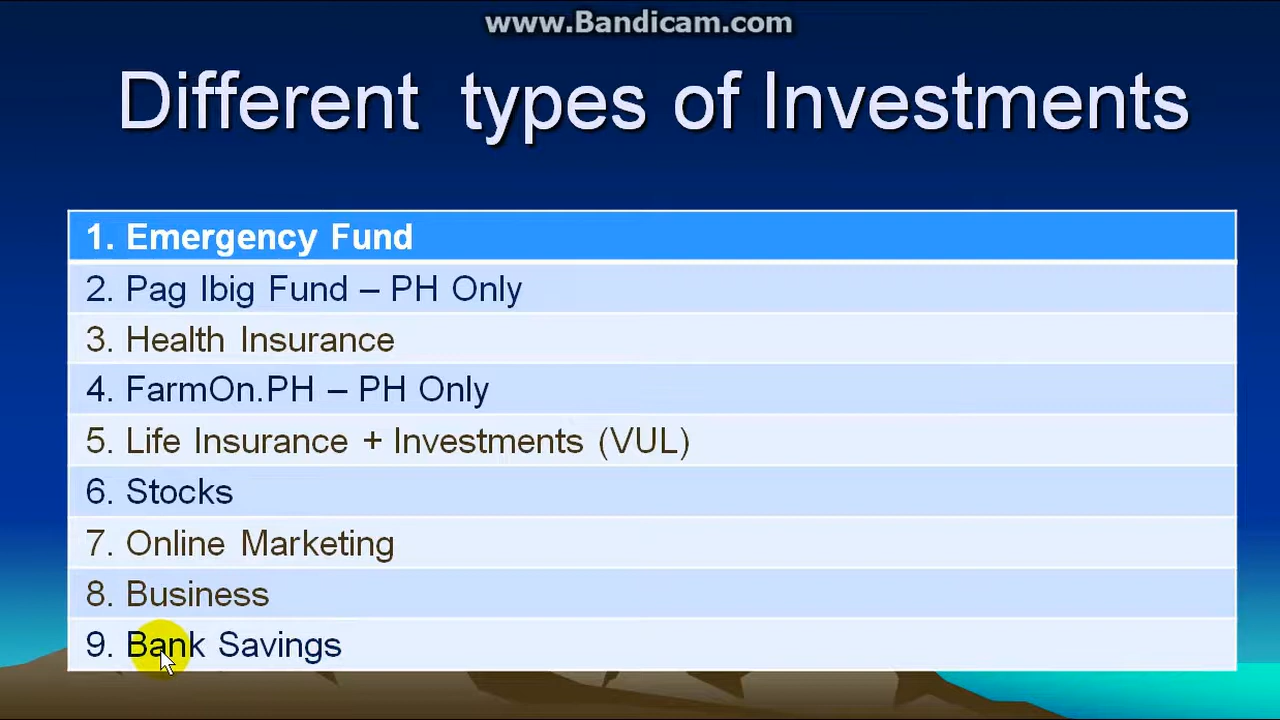 www.Bandicam.com
Different types of Investments
1. Emergency Fund
2. Pag Ibig Fund – PH Only
3. Health Insurance
4. FarmOn.PH – PH Only
5. Life Insurance + Investments (VUL)
6. Stocks
7. Online Marketing
8. Business
9. Bank Savings